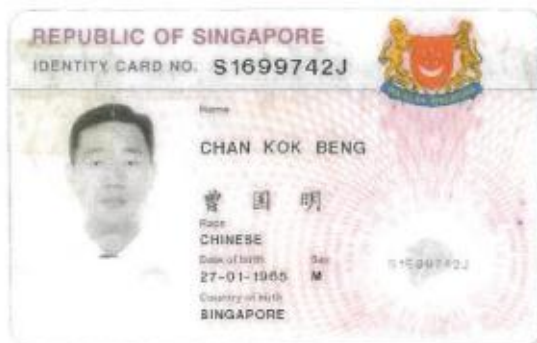 REPUBLIC OF SINGAPORE
IDENTITY CARD NO. S1699742J
Name
CHAN KOK BENG
曾 国 明
Race
CHINESE
Date of birth Sex
27-01-1965 M
S1699742J
Country of birth
SINGAPORE